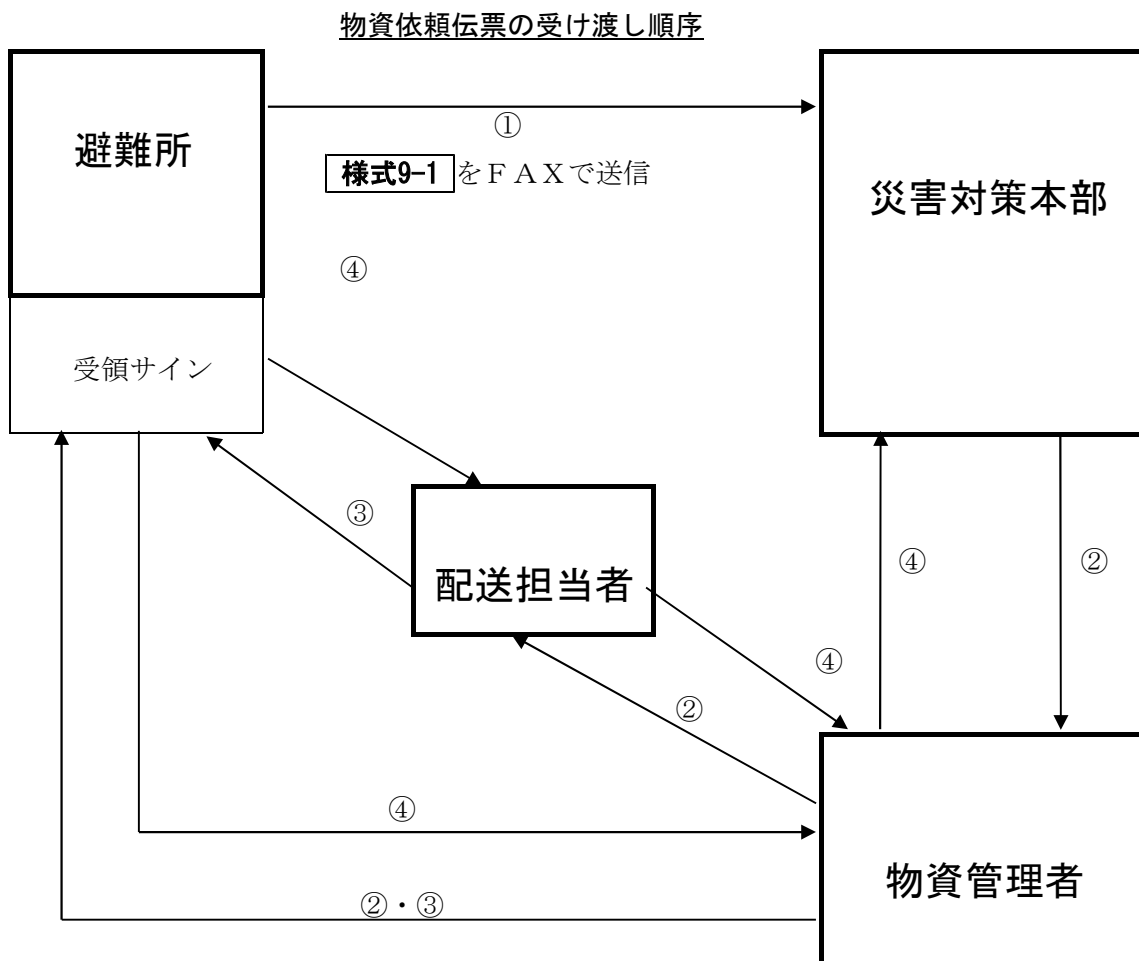 物資依頼伝票の受け渡し順序
避難所
①
様式9-1 をＦＡＸで送信
災害対策本部
④
受領サイン
③
配送担当者
④
②
④
②
④
物資管理者
②・③